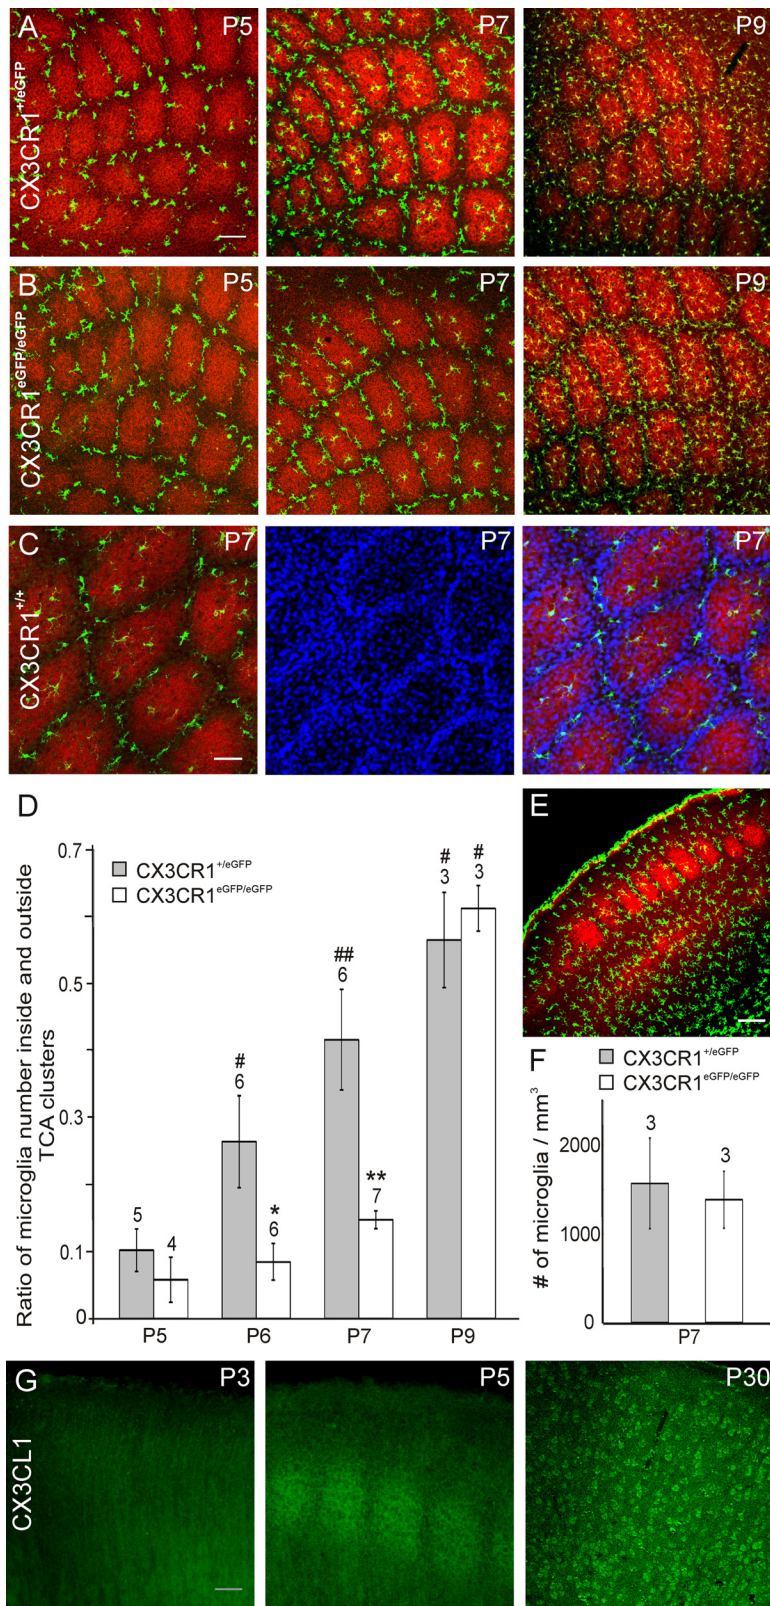 A P5 P7 P9
CX3CR1+/eGFP
B P5 P7 P9
CX3CR1eGFP/eGFP
C P7 P7 P7
CX3CR1+/+
D
Ratio of microglia number inside and outside
TCA clusters
0.7
0.5
0.3
0.1
0
CX3CR1+/eGFP
CX3CR1eGFP/eGFP
5
4
#
6
*
6
##
6
**
7
#
3
#
3
P5 P6 P7 P9
E
F
CX3CR1+/eGFP
CX3CR1eGFP/eGFP
# of microglia / mm3
2000
1000
0
3
3
P7
G P3 P5 P30
CX3CL1